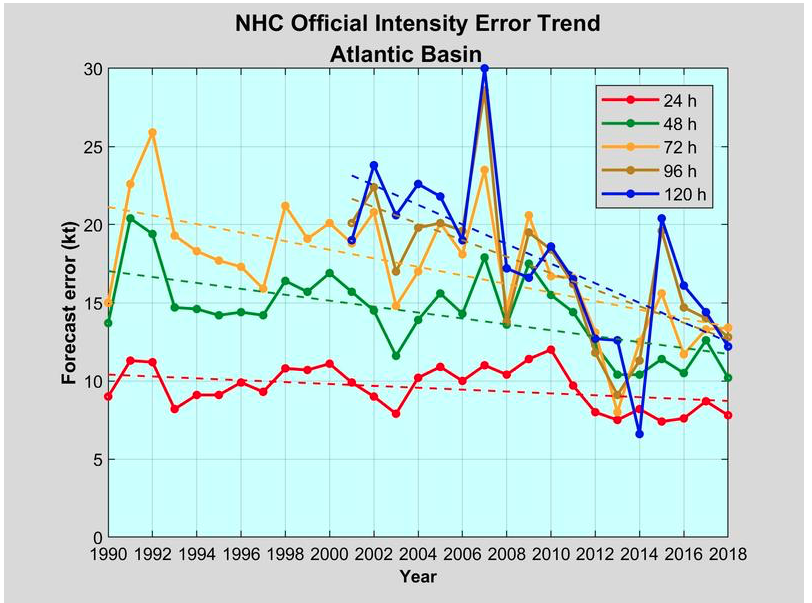 NHC Official Intensity Error Trend
Atlantic Basin
30
25
20
15
10
5
0
Forecast error (kt)
24 h
48 h
72 h
96 h
120 h
1990 1992 1994 1996 1998 2000 2002 2004 2006 2008 2010 2012 2014 2016 2018
Year